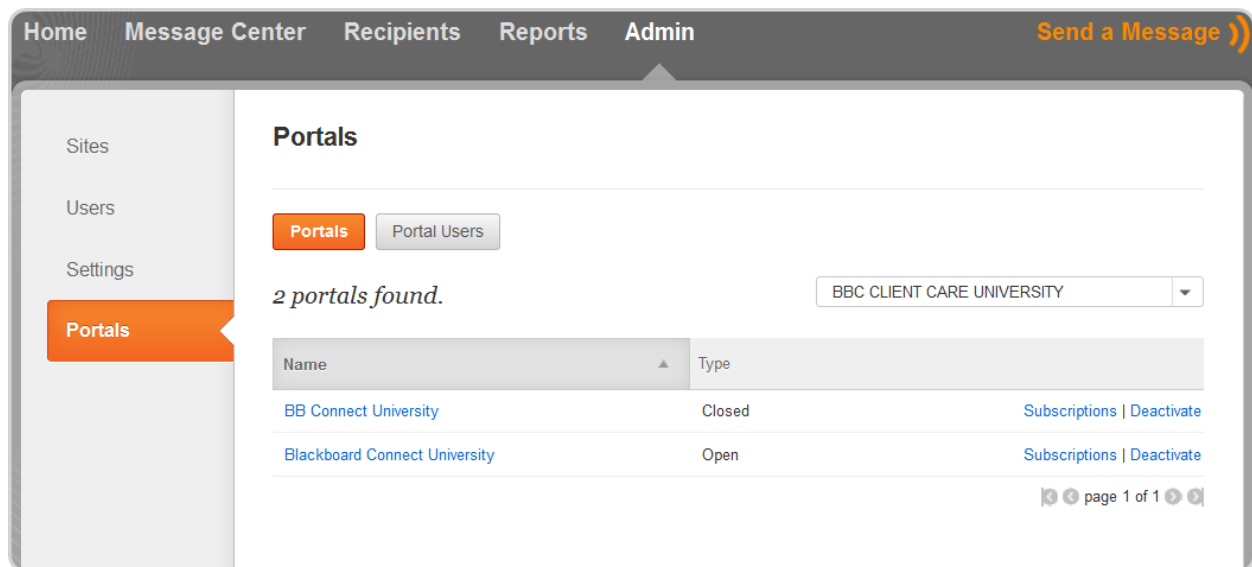 Home Message Center Recipients Reports Admin Send a Message
Sites
Users
Settings
Portals
Portals
Portals Portal Users
2 portals found. BBC CLIENT CARE UNIVERSITY
Name Type
BB Connect University Closed Subscriptions | Deactivate
Blackboard Connect University Open Subscriptions | Deactivate
page 1 of 1